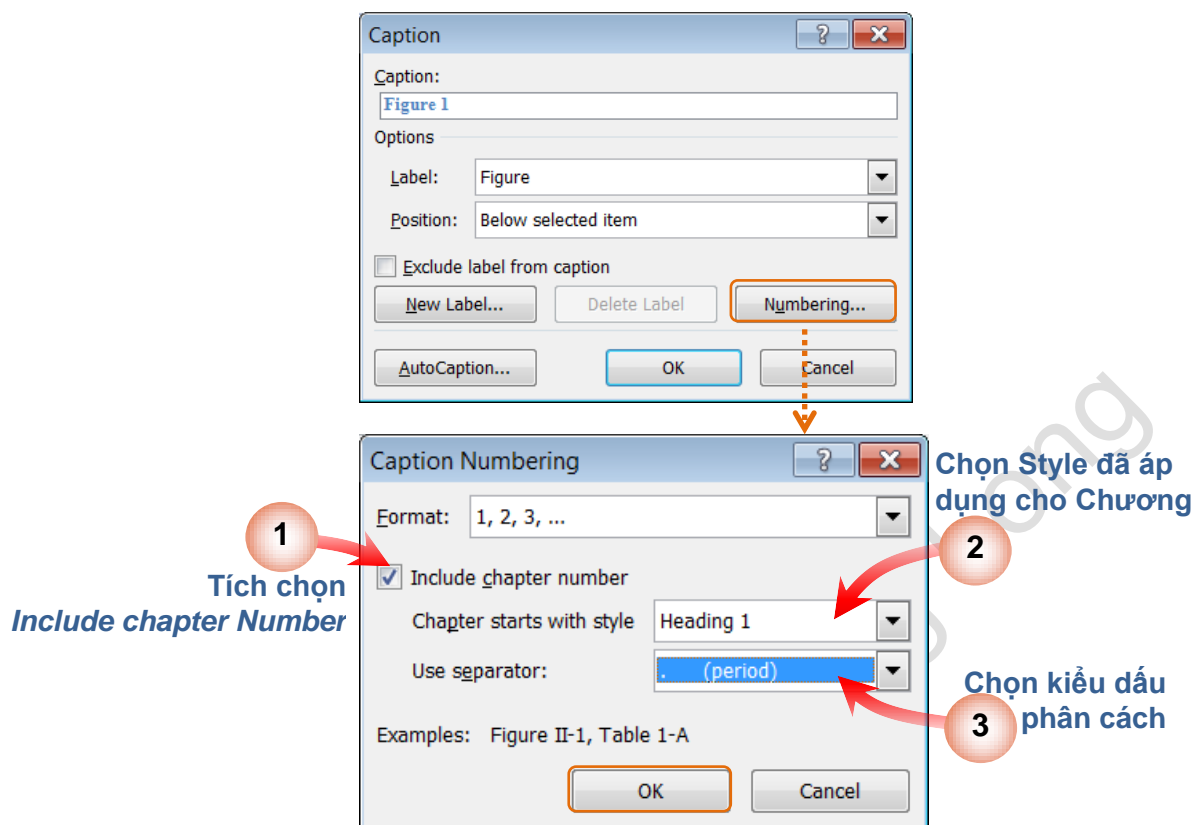 Caption
Caption:
Figure 1
Options
Label: Figure
Position: Below selected item
Exclude label from caption
New Label... Delete Label Numbering...
AutoCaption... OK Cancel
Caption Numbering
Format: 1, 2, 3, ...
1
Tích chọn
Include chapter Number
Include chapter number
Chapter starts with style Heading 1
Use separator: . (period)
Examples: Figure II-1, Table 1-A
OK Cancel
Chọn Style đã áp
dụng cho Chương
2
Chọn kiểu dấu
phân cách
3